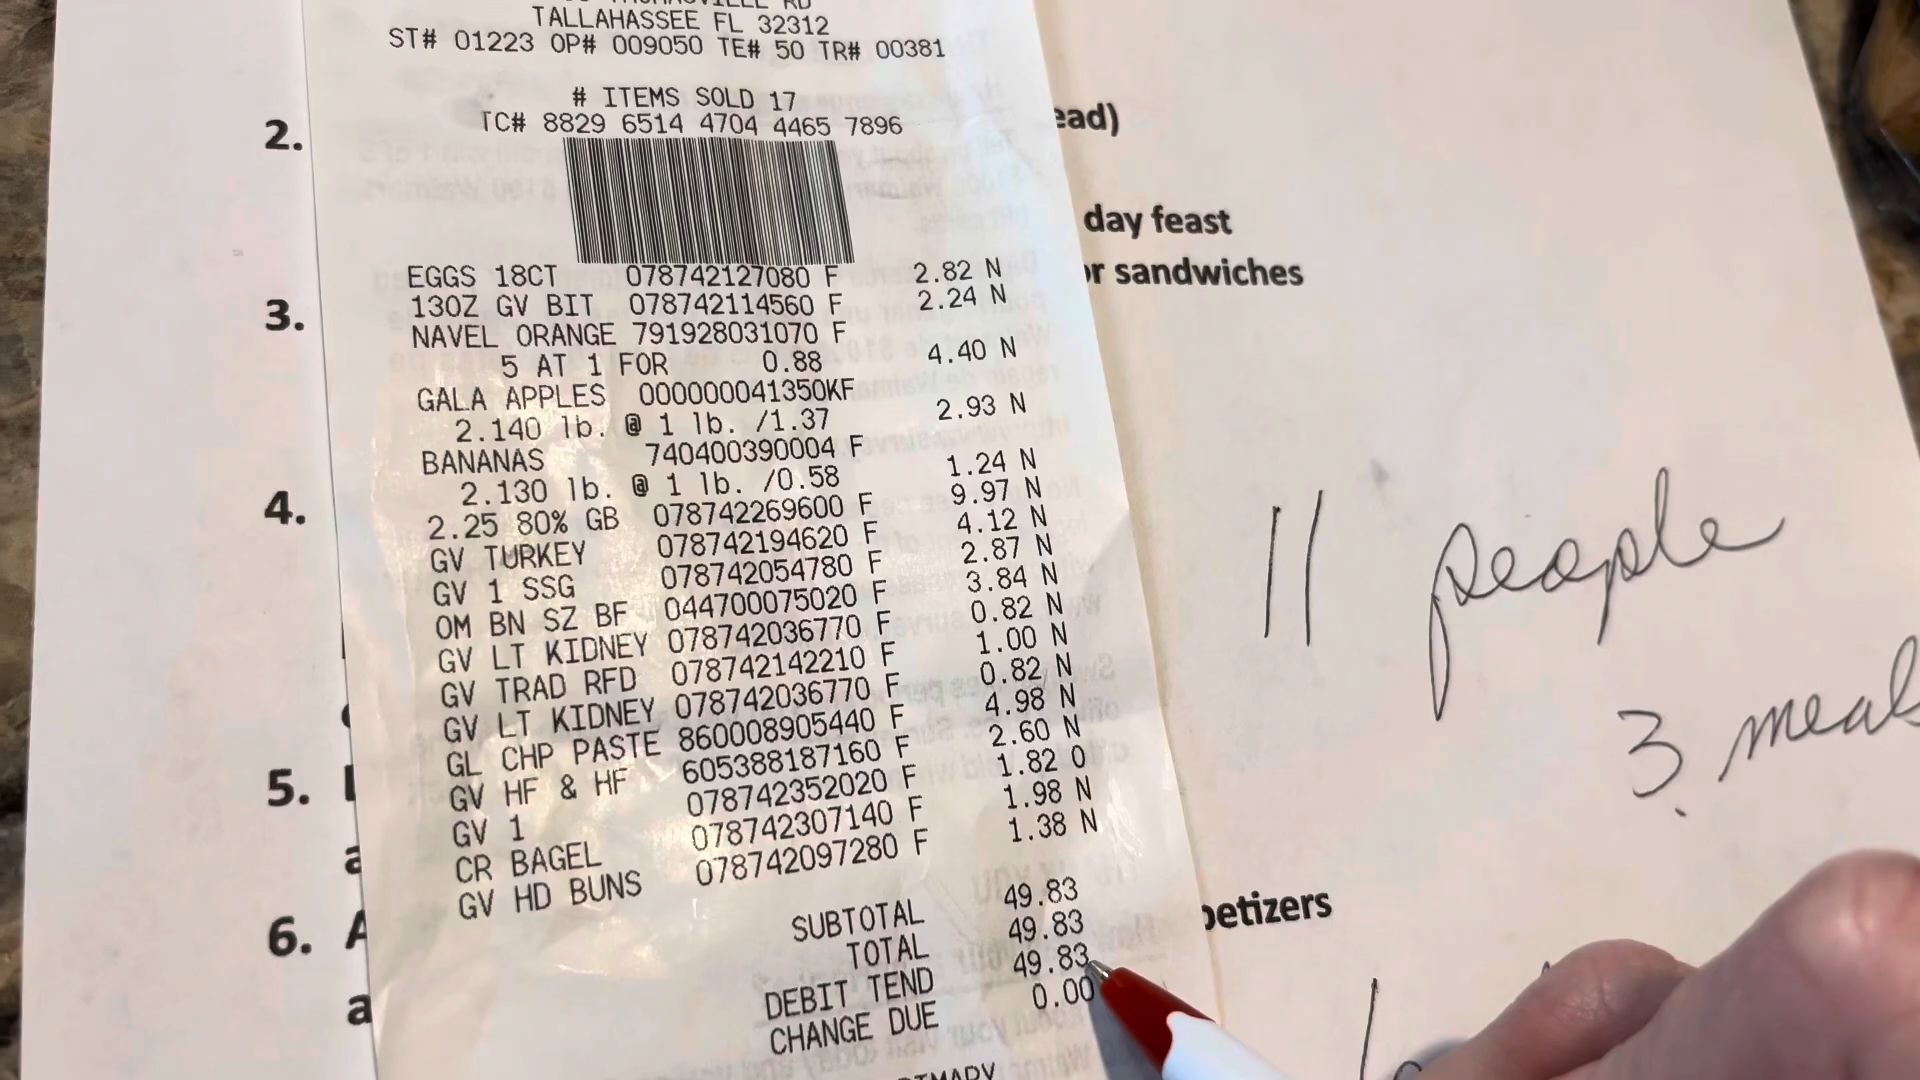 TALLAHASSEE FL 32312
ST# 01223 OP# 009050 TE# 50 TR# 00381
# ITEMS SOLD 17
TC# 8829 6514 4704 4465 7896
EGGS 18CT 078742127080 F 2.82 N
13OZ GV BIT 078742114560 F 2.24 N
NAVEL ORANGE 791928031070 F
5 AT 1 FOR 0.88 4.40 N
GALA APPLES 000000041350KF
2.140 lb. @ 1 lb. /1.37 2.93 N
BANANAS 740400390004 F
2.130 lb. @ 1 lb. /0.58 1.24 N
2.25 80% GB 078742269600 F 9.97 N
GV TURKEY 078742194620 F 4.12 N
GV 1 SSG 078742054780 F 2.87 N
OM BN SZ BF 044700075020 F 3.84 N
GV LT KIDNEY 078742036770 F 0.82 N
GV TRAD RFD 078742142210 F 1.00 N
GV LT KIDNEY 078742036770 F 0.82 N
GL CHP PASTE 860008905440 F 4.98 N
GV HF & HF 605388187160 F 2.60 N
GV 1 078742352020 F 1.82 O
CR BAGEL 078742307140 F 1.98 N
GV HD BUNS 078742097280 F 1.38 N
SUBTOTAL 49.83
TOTAL 49.83
DEBIT TEND 49.83
CHANGE DUE 0.00
2.
3.
4.
5.
6.
ead)
day feast
or sandwiches
petizers
11 people
3 meals